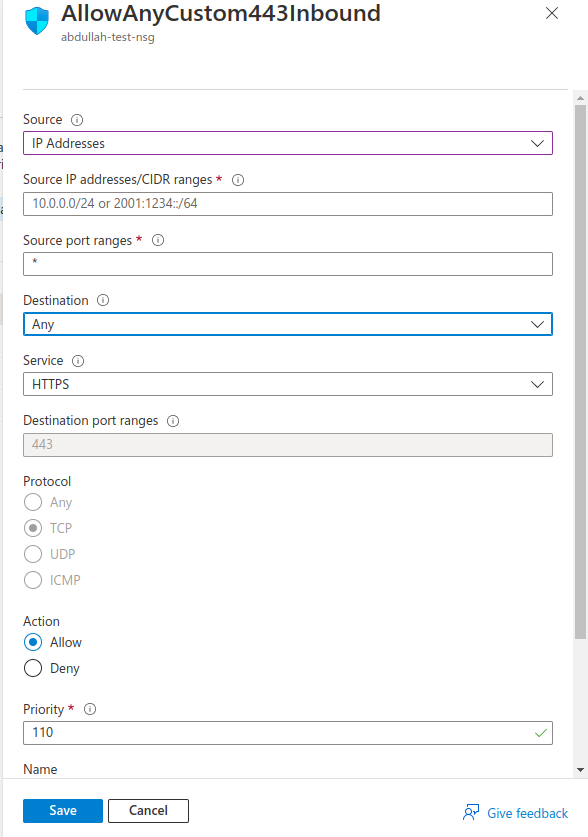 AllowAnyCustom443Inbound
abdullah-test-nsg
Source
IP Addresses
Source IP addresses/CIDR ranges *
10.0.0.0/24 or 2001:1234::/64
Source port ranges *
*
Destination
Any
Service
HTTPS
Destination port ranges
443
Protocol
Any
TCP
UDP
ICMP
Action
Allow
Deny
Priority *
110
Name
Save
Cancel
Give feedback